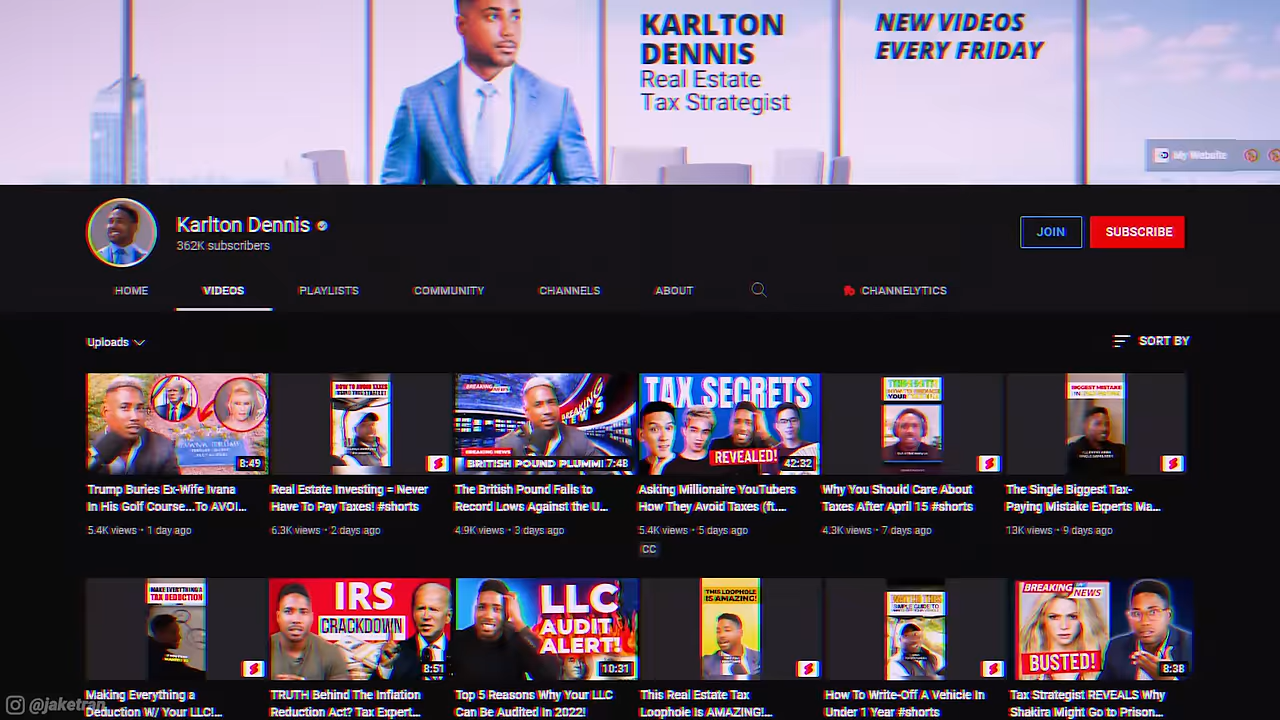 KARLTON
DENNIS
Real Estate
Tax Strategist
NEW VIDEOS
EVERY FRIDAY
My Website
Karlton Dennis
362K subscribers
JOIN
SUBSCRIBE
HOME
VIDEOS
PLAYLISTS
COMMUNITY
CHANNELS
ABOUT
CHANNELYTICS
Uploads
SORT BY
8:49
HOW TO AVOID TAXES
USING THIS STRATEGY
BREAKING NEWS
BREAKING
NEWS
BREAKING NEWS
BRITISH POUND PLUMMI
7:48
TAX SECRETS
REVEALED!
42:32
BIGGEST MISTAKE
Trump Buries Ex-Wife Ivana
In His Golf Course...To AVOI...
5.4K views • 1 day ago
Real Estate Investing = Never
Have To Pay Taxes! #shorts
6.3K views • 2 days ago
The British Pound Falls to
Record Lows Against the U...
4.9K views • 3 days ago
Asking Millionaire YouTubers
How They Avoid Taxes (ft....
5.4K views • 5 days ago
CC
Why You Should Care About
Taxes After April 15 #shorts
4.3K views • 7 days ago
The Single Biggest Tax-
Paying Mistake Experts Ma...
13K views • 9 days ago
MAKE EVERYTHING A
TAX DEDUCTION
IRS
CRACKDOWN
8:51
LLC
AUDIT
ALERT!
10:31
THIS LOOPHOLE
IS AMAZING!
WATCH THIS
SIMPLE GUIDE TO
BREAKING
NEWS
BUSTED!
8:38
Making Everything a
Deduction W/ Your LLC!...
TRUTH Behind The Inflation
Reduction Act? Tax Expert...
Top 5 Reasons Why Your LLC
Can Be Audited In 2022!
This Real Estate Tax
Loophole Is AMAZING!...
How To Write-Off A Vehicle In
Under 1 Year #shorts
Tax Strategist REVEALS Why
Shakira Might Go to Prison...
@jaketran